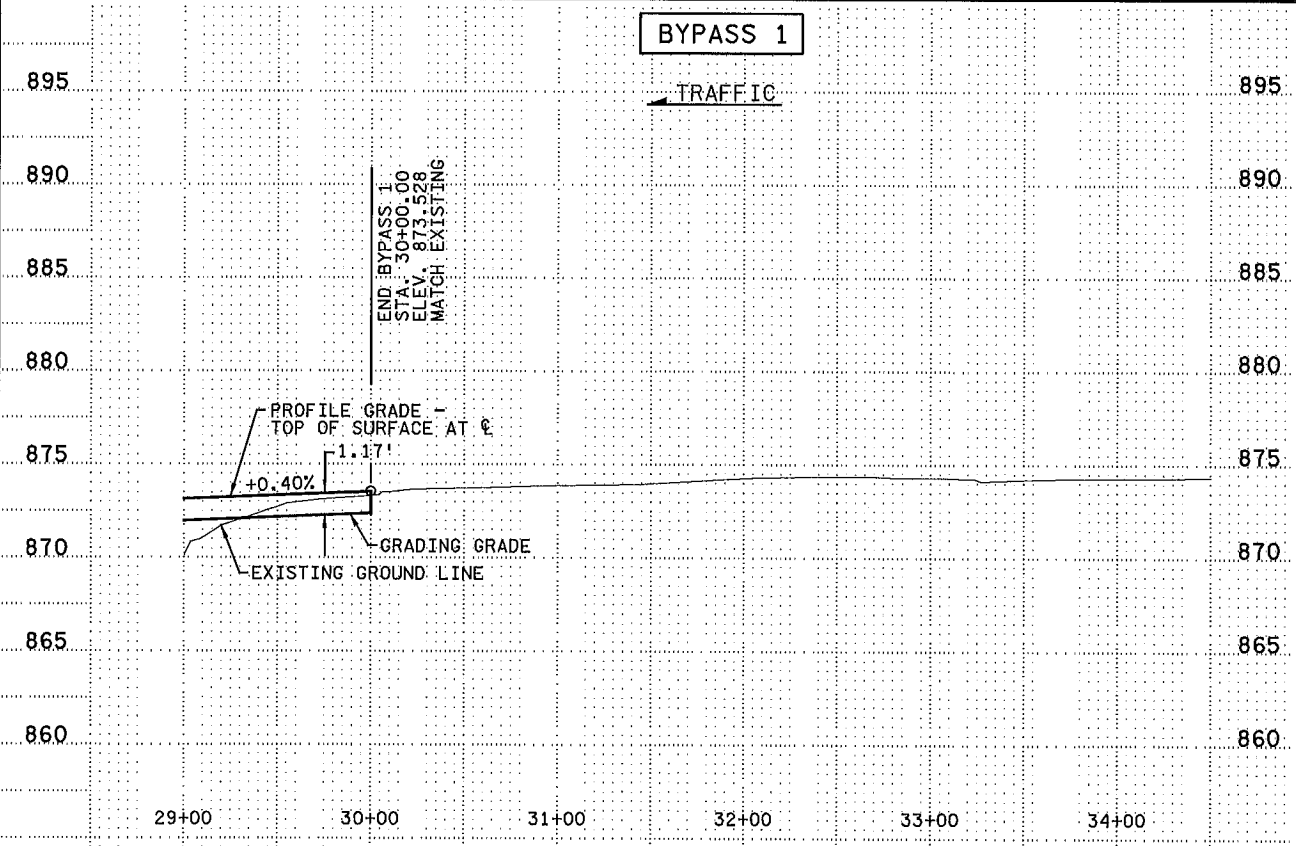 BYPASS 1
TRAFFIC
895 895
890 890
885 885
880 880
875 875
870 870
865 865
860 860
END BYPASS 1
STA. 30+00.00
ELEV. 873.528
MATCH EXISTING
PROFILE GRADE -
TOP OF SURFACE AT ℄
1.17'
+0.40%
GRADING GRADE
EXISTING GROUND LINE
29+00 30+00 31+00 32+00 33+00 34+00